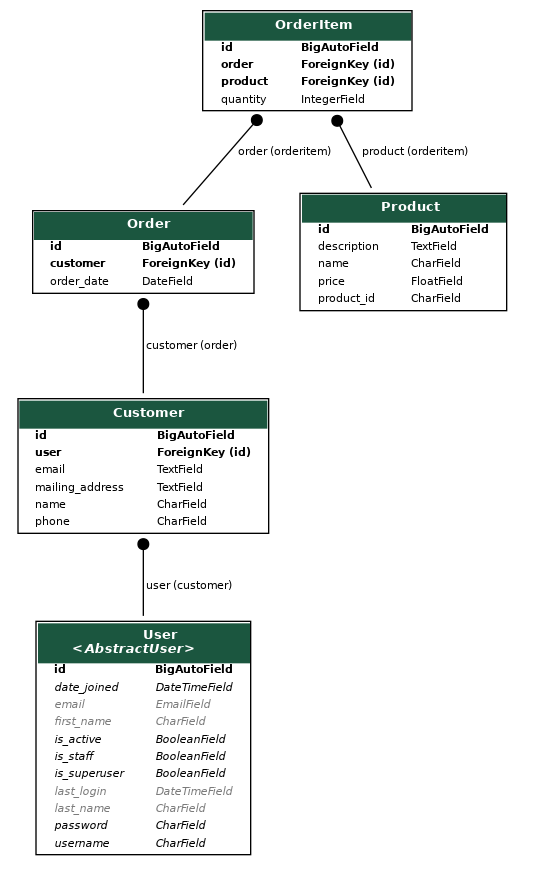 OrderItem
id BigAutoField
order ForeignKey (id)
product ForeignKey (id)
quantity IntegerField
order (orderitem) product (orderitem)
Order
id BigAutoField
customer ForeignKey (id)
order_date DateField
Product
id BigAutoField
description TextField
name CharField
price FloatField
product_id CharField
customer (order)
Customer
id BigAutoField
user ForeignKey (id)
email TextField
mailing_address TextField
name CharField
phone CharField
user (customer)
User
<AbstractUser>
id BigAutoField
date_joined DateTimeField
email EmailField
first_name CharField
is_active BooleanField
is_staff BooleanField
is_superuser BooleanField
last_login DateTimeField
last_name CharField
password CharField
username CharField